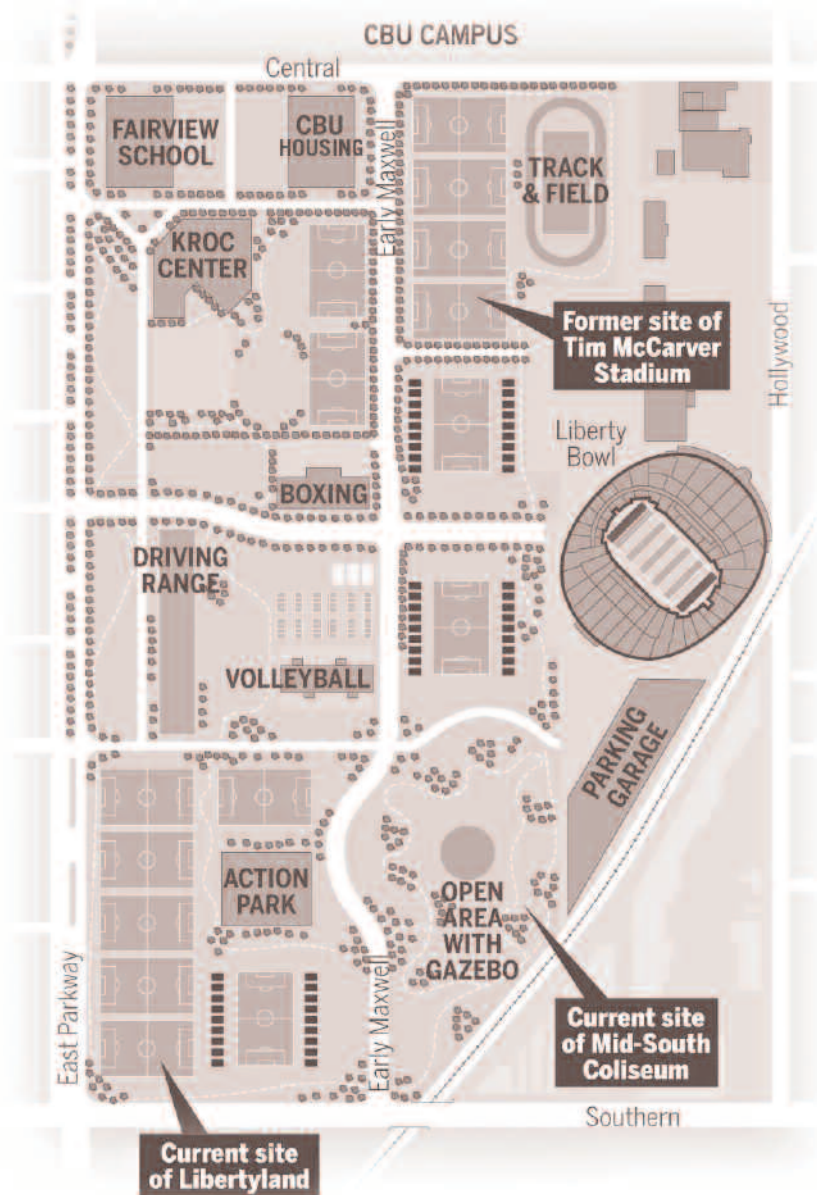 CBU CAMPUS
Central
FAIRVIEW
SCHOOL
CBU
HOUSING
Early Maxwell
TRACK
& FIELD
KROC
CENTER
Former site of
Tim McCarver
Stadium
Hollywood
Liberty
Bowl
BOXING
DRIVING
RANGE
VOLLEYBALL
PARKING
GARAGE
ACTION
PARK
OPEN
AREA
WITH
GAZEBO
East Parkway
Early Maxwell
Current site
of Mid-South
Coliseum
Southern
Current site
of Libertyland